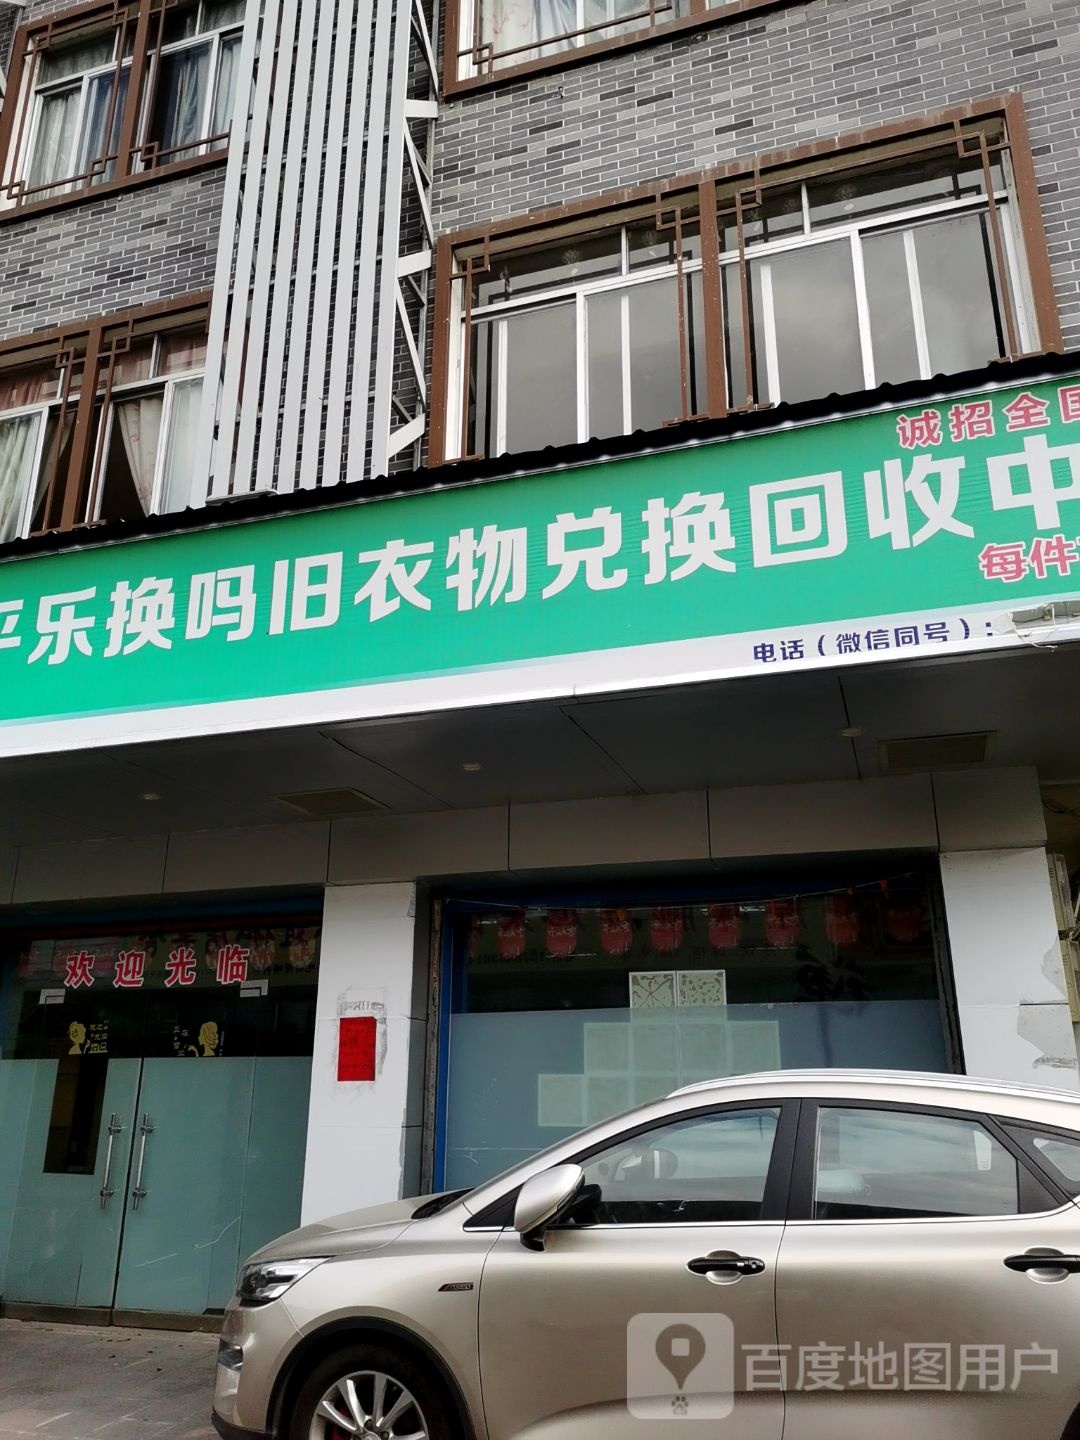 诚招全国
平乐换吗旧衣物兑换回收中
每件
电话（微信同号）：
欢迎光临
百度地图用户